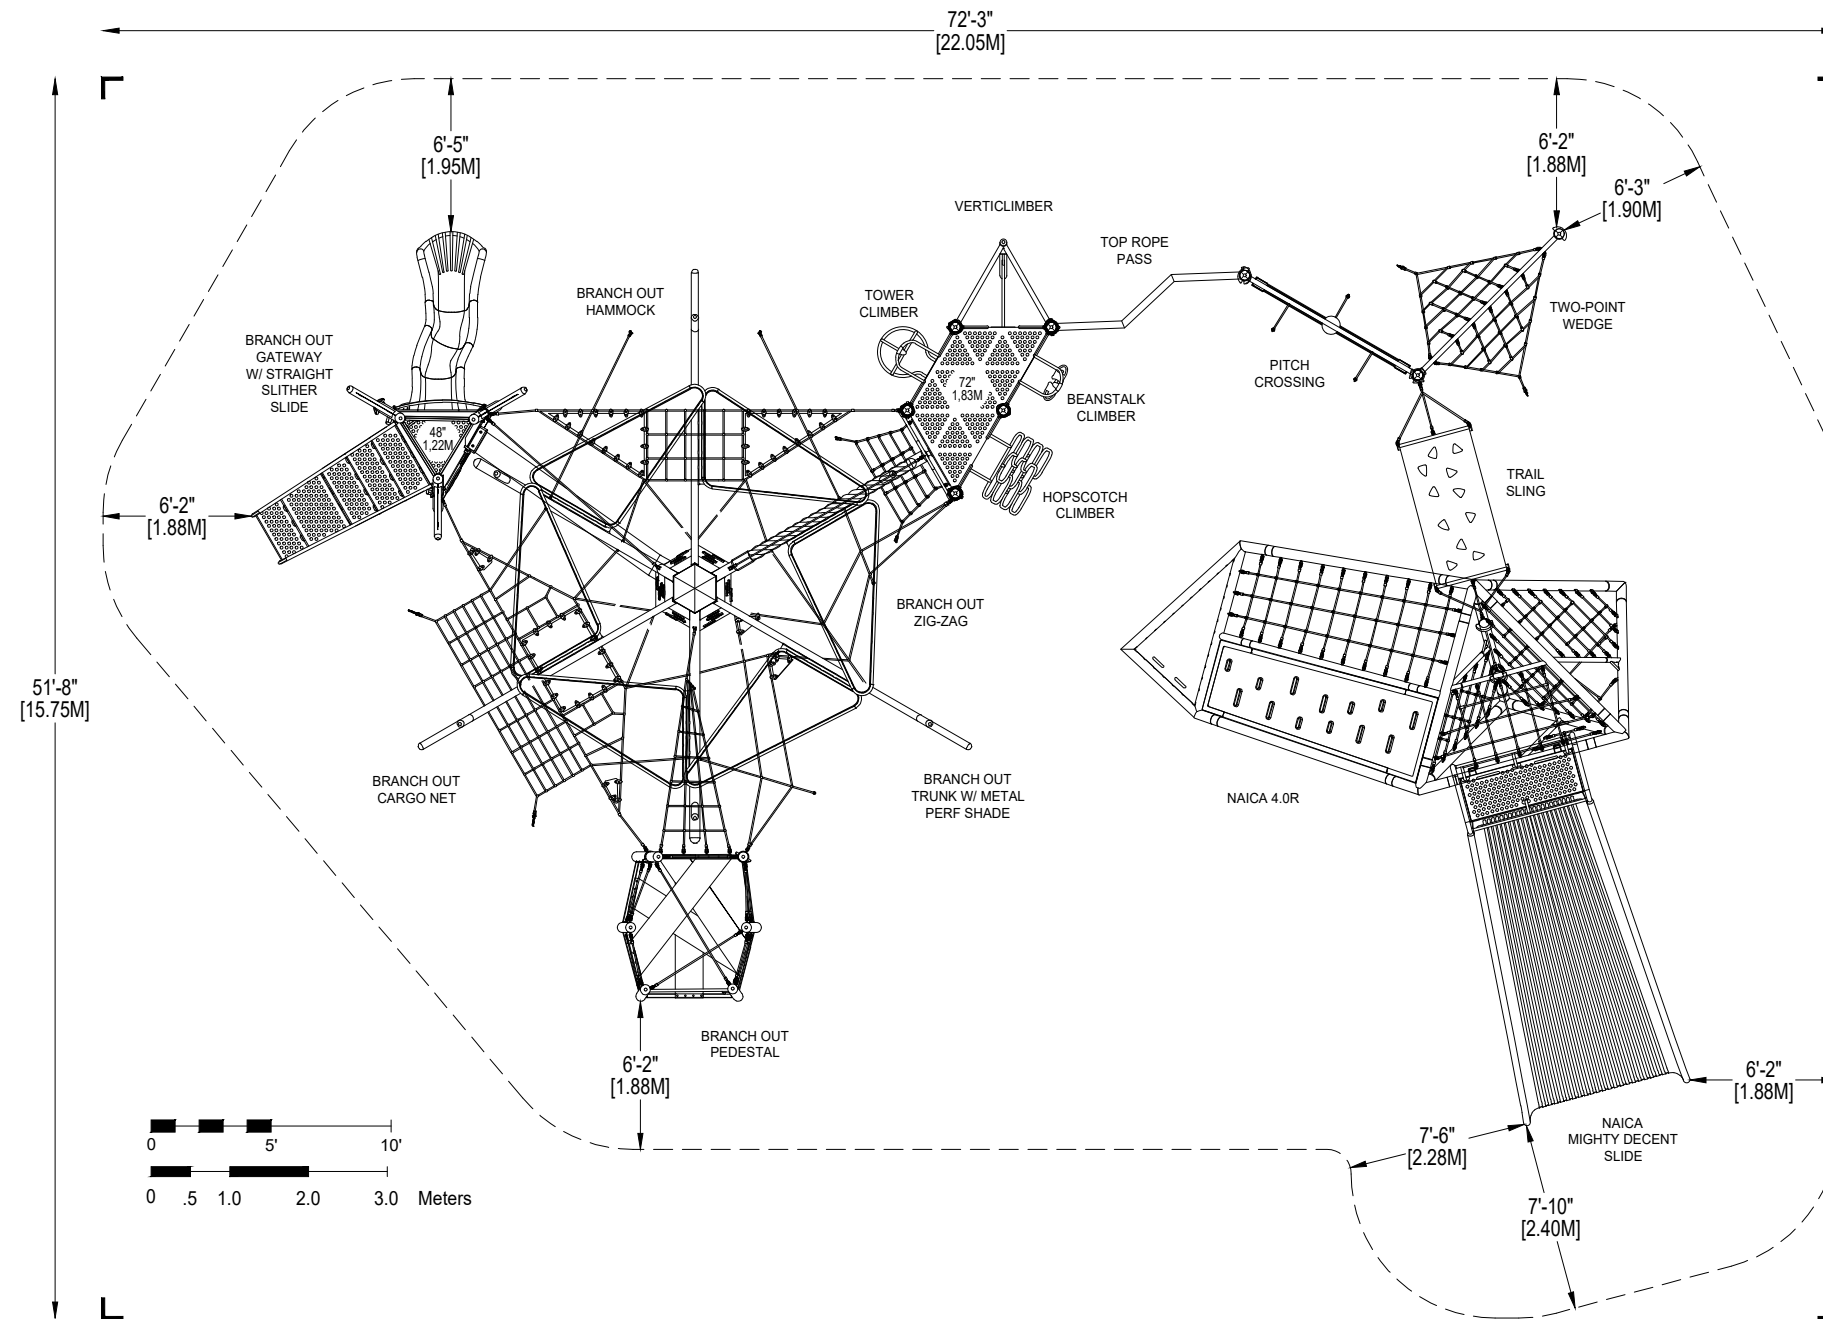 72'-3"
[22.05M]
6'-5"
[1.95M]
6'-2"
[1.88M]
6'-3"
[1.90M]
VERTICLIMBER
TOP ROPE
PASS
BRANCH OUT
HAMMOCK
TOWER
CLIMBER
TWO-POINT
WEDGE
BRANCH OUT
GATEWAY
W/ STRAIGHT
SLITHER
SLIDE
PITCH
CROSSING
72"
1,83M
BEANSTALK
CLIMBER
48"
1,22M
TRAIL
SLING
HOPSCOTCH
CLIMBER
6'-2"
[1.88M]
BRANCH OUT
ZIG-ZAG
51'-8"
[15.75M]
BRANCH OUT
CARGO NET
BRANCH OUT
TRUNK W/ METAL
PERF SHADE
NAICA 4.0R
BRANCH OUT
PEDESTAL
6'-2"
[1.88M]
6'-2"
[1.88M]
NAICA
MIGHTY DECENT
SLIDE
7'-6"
[2.28M]
7'-10"
[2.40M]
0 5' 10'
0 .5 1.0 2.0 3.0 Meters